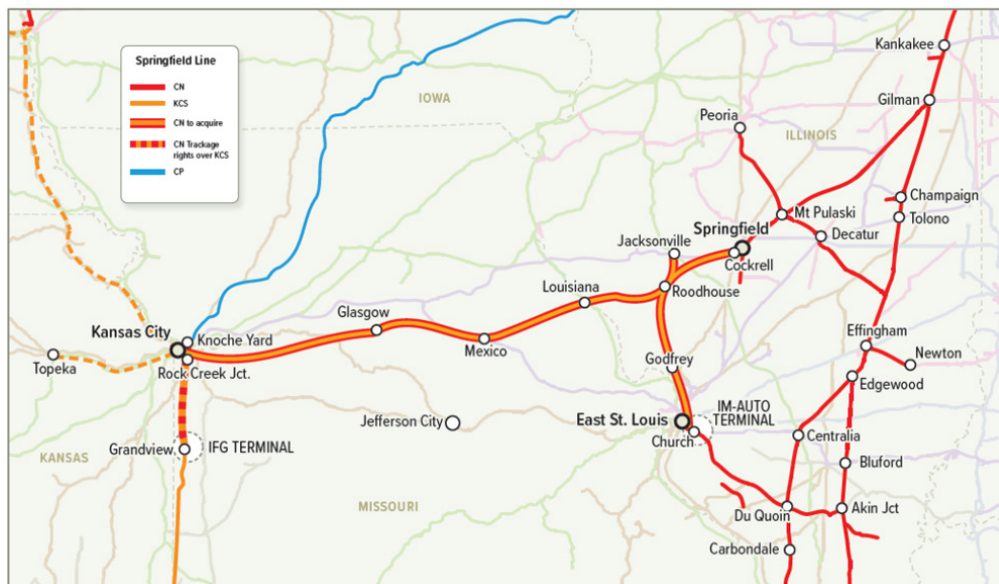 Springfield Line
CN
KCS
CN to acquire
CN Trackage
rights over KCS
CP
IOWA
Kankakee
Gilman
Peoria
ILLINOIS
Champaign
Mt Pulaski
Tolono
Springfield
Decatur
Jacksonville
Cockrell
Louisiana
Roodhouse
Glasgow
Kansas City
Knoche Yard
Effingham
Mexico
Newton
Topeka
Rock Creek Jct.
Godfrey
Edgewood
IM-AUTO
TERMINAL
East St. Louis
Jefferson City
Church
Centralia
Grandview
IFG TERMINAL
KANSAS
Bluford
MISSOURI
Du Quoin
Akin Jct
Carbondale